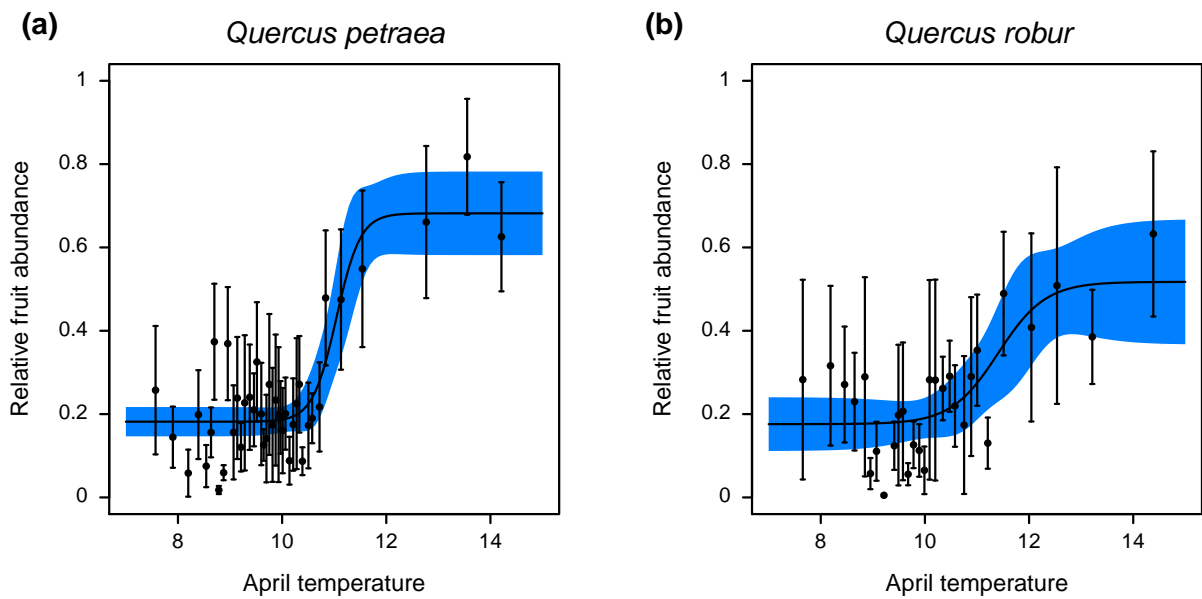 (a)
Quercus petraea
Relative fruit abundance
1
0.8
0.6
0.4
0.2
0
8
10
12
14
April temperature
(b)
Quercus robur
Relative fruit abundance
1
0.8
0.6
0.4
0.2
0
8
10
12
14
April temperature